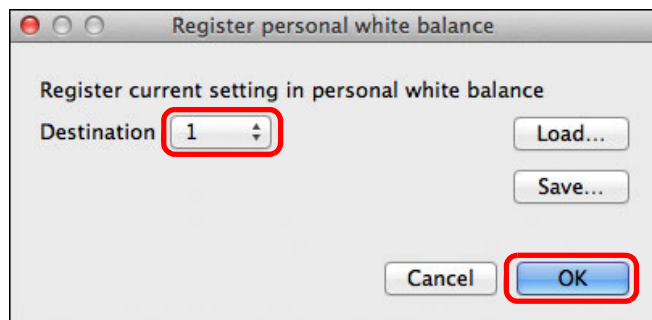 Register personal white balance
Register current setting in personal white balance
Destination 1
Load...
Save...
Cancel OK